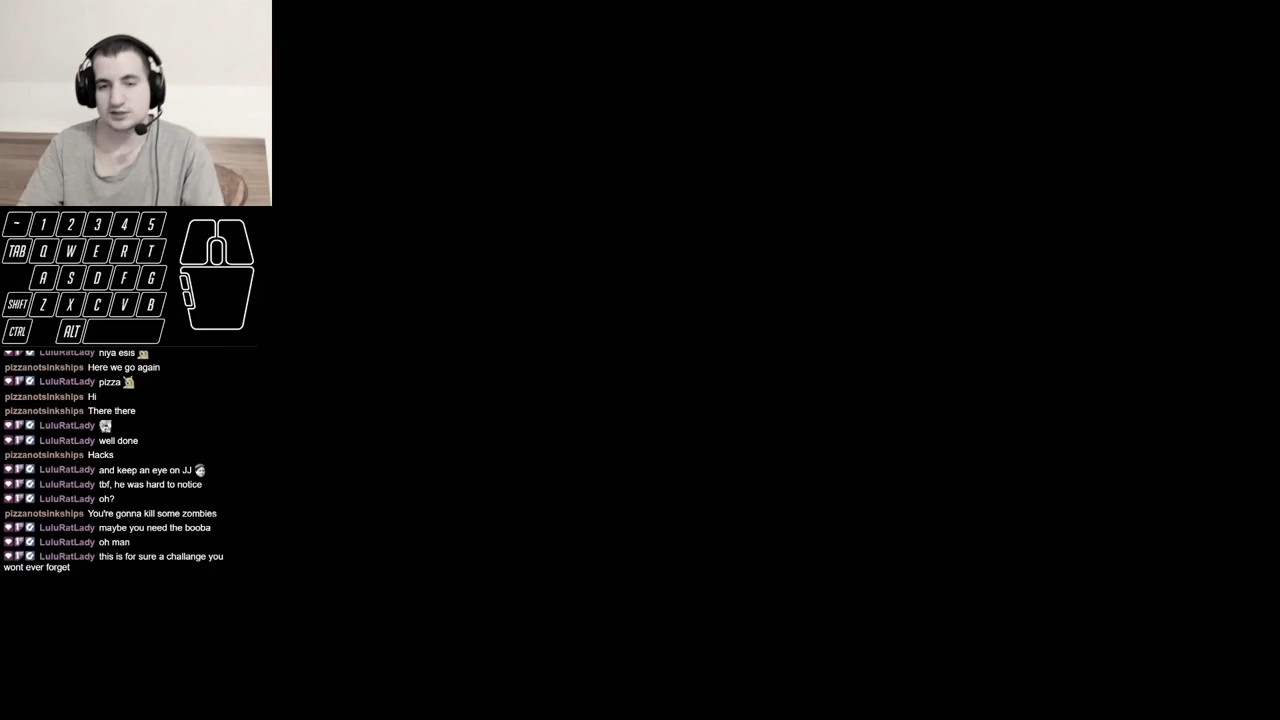 ~ 1 2 3 4 5
TAB Q W E R T
A S D F G
SHIFT Z X C V B
CTRL ALT
LuluRatLady hiya esis
pizzanotsinkships Here we go again
LuluRatLady pizza
pizzanotsinkships Hi
pizzanotsinkships There there
LuluRatLady
LuluRatLady well done
pizzanotsinkships Hacks
LuluRatLady and keep an eye on JJ
LuluRatLady tbf, he was hard to notice
LuluRatLady oh?
pizzanotsinkships You're gonna kill some zombies
LuluRatLady maybe you need the booba
LuluRatLady oh man
LuluRatLady this is for sure a challange you
wont ever forget